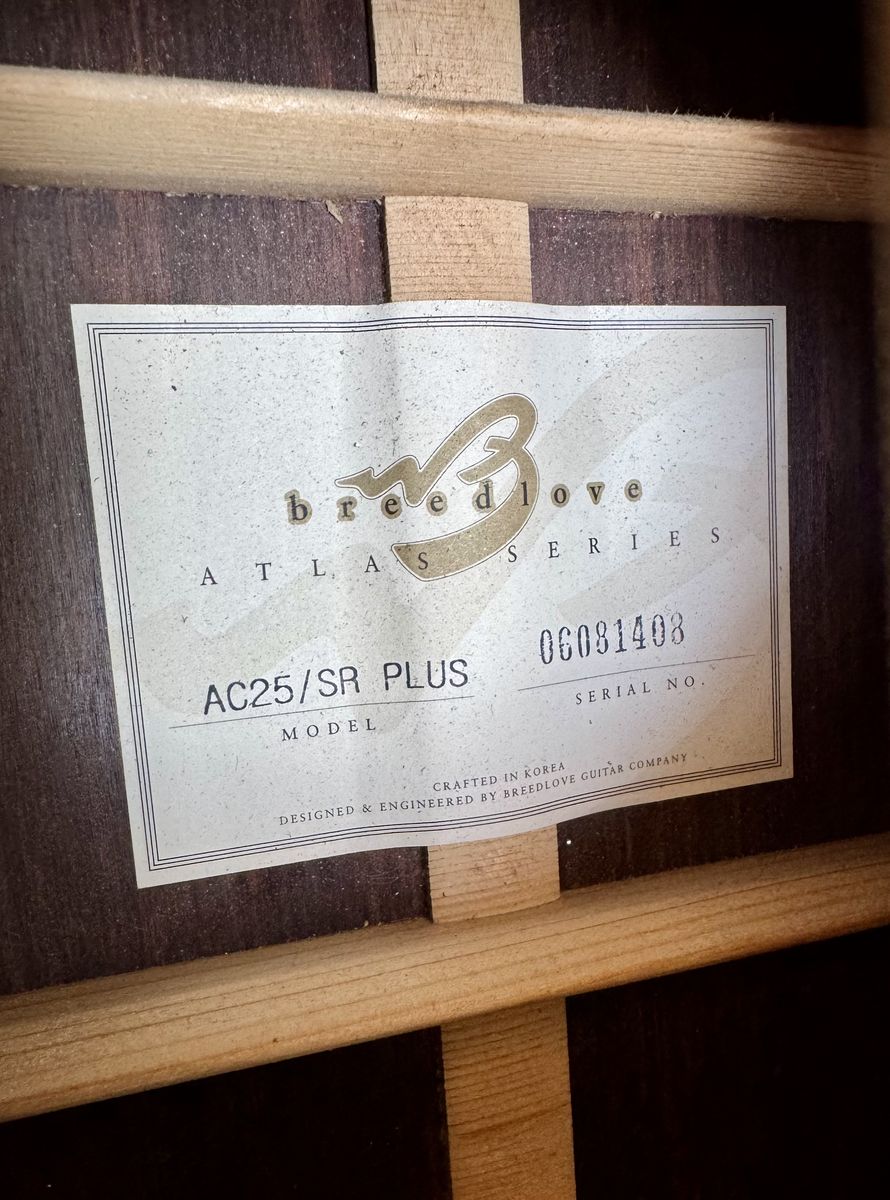 breedlove
ATLAS SERIES
AC25/SR PLUS
MODEL
06081408
SERIAL NO.
CRAFTED IN KOREA
DESIGNED & ENGINEERED BY BREEDLOVE GUITAR COMPANY